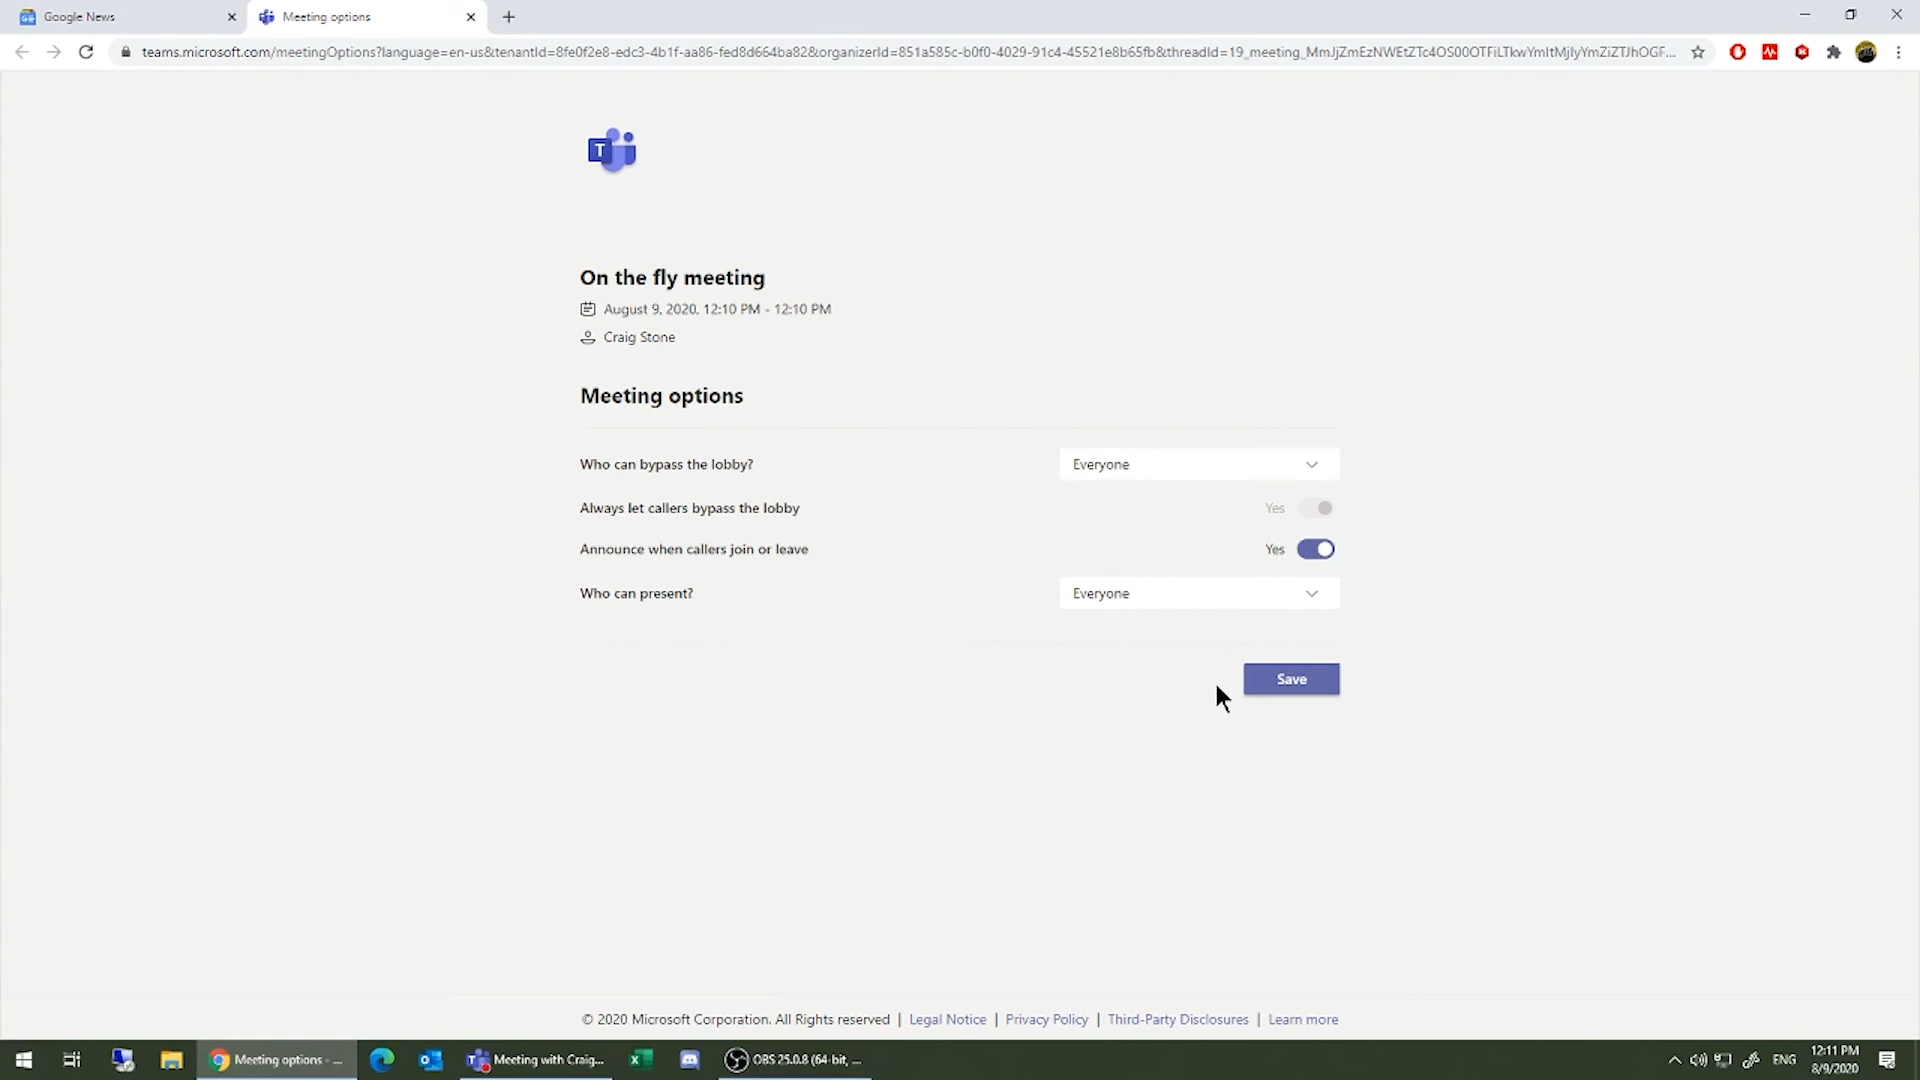 Google News
Meeting options
teams.microsoft.com/meetingOptions?language=en-us&tenantId=8fe0f2e8-edc3-4b1f-aa86-fed8d664ba82&organizerId=851a585c-b0f0-4029-91c4-45521e8b65fb&threadId=19_meeting_MmJjZmEzNWEtZTc4OS00OTFiLTkwYmItMjIyYmZiZTJhOGF...
T
On the fly meeting
August 9, 2020, 12:10 PM - 12:10 PM
Craig Stone
Meeting options
Who can bypass the lobby? Everyone
Always let callers bypass the lobby Yes
Announce when callers join or leave Yes
Who can present? Everyone
Save
© 2020 Microsoft Corporation. All Rights reserved | Legal Notice | Privacy Policy | Third-Party Disclosures | Learn more
Meeting options - ... Meeting with Craig... OBS 25.0.8 (64-bit, ... ENG 12:11 PM
8/9/2020